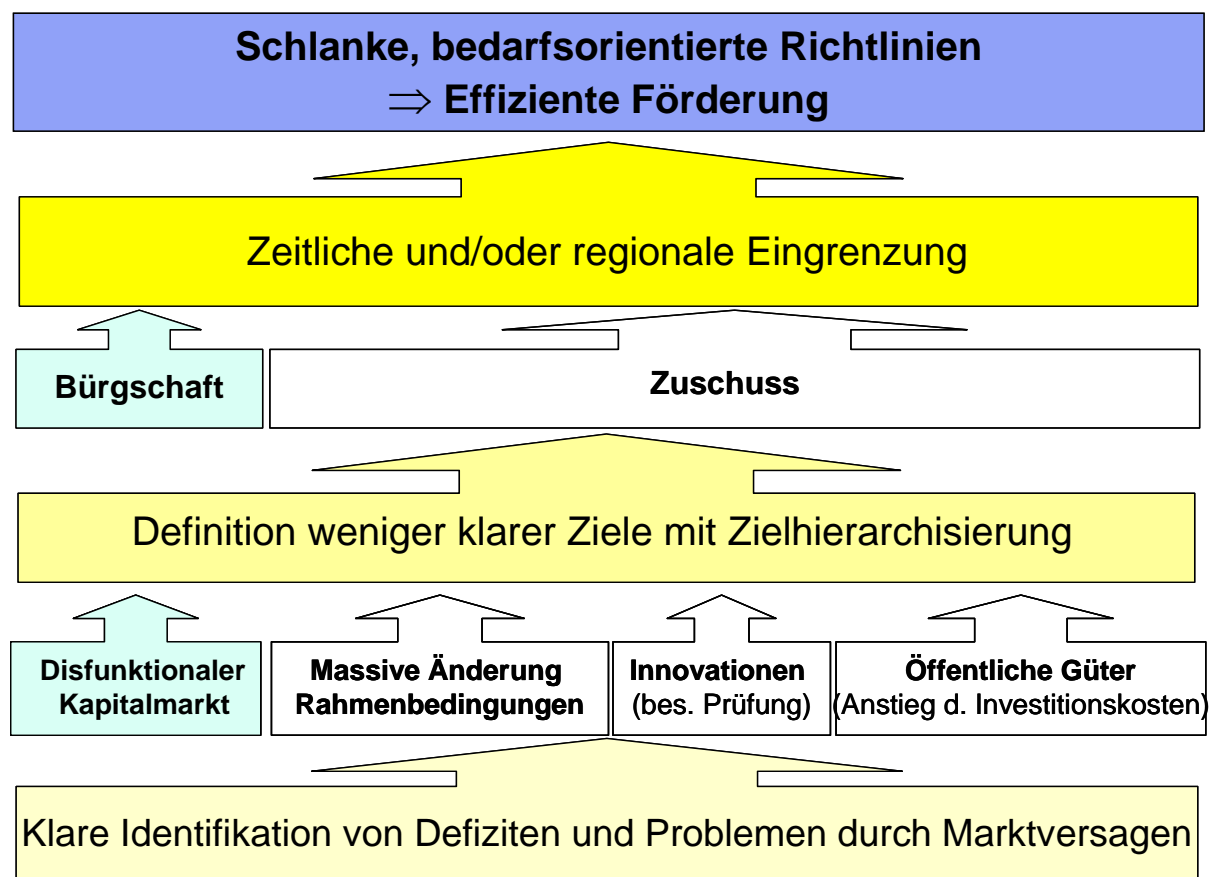 Schlanke, bedarfsorientierte Richtlinien
⇒ Effiziente Förderung
Zeitliche und/oder regionale Eingrenzung
Bürgschaft
Zuschuss
Definition weniger klarer Ziele mit Zielhierarchisierung
Disfunktionaler
Kapitalmarkt
Massive Änderung
Rahmenbedingungen
Innovationen
(bes. Prüfung)
Öffentliche Güter
(Anstieg d. Investitionskosten)
Klare Identifikation von Defiziten und Problemen durch Marktversagen